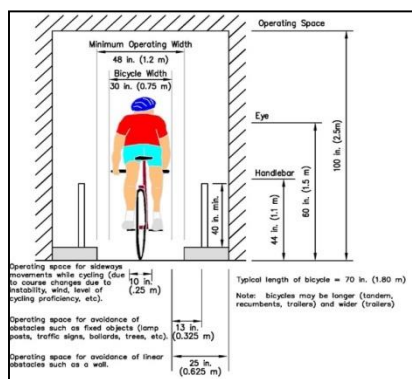 Operating Space
Minimum Operating Width
48 in. (1.2 m)
Bicycle Width
30 in. (0.75 m)
Eye
Handlebar
40 in. min.
44 in. (1.1 m)
60 in. (1.5 m)
100 in. (2.5m)
Operating space for sideways
movements while cycling (due
to course changes due to
instability, wind, level of
cycling proficiency, etc).
10 in.
(.25 m)
Typical length of bicycle = 70 in. (1.80 m)
Note: bicycles may be longer (tandem,
recumbents, trailers) and wider (trailers)
Operating space for avoidance of
obstacles such as fixed objects (lamp
posts, traffic signs, bollards, trees, etc).
13 in.
(0.325 m)
Operating space for avoidance of linear
obstacles such as a wall.
25 in.
(0.625 m)